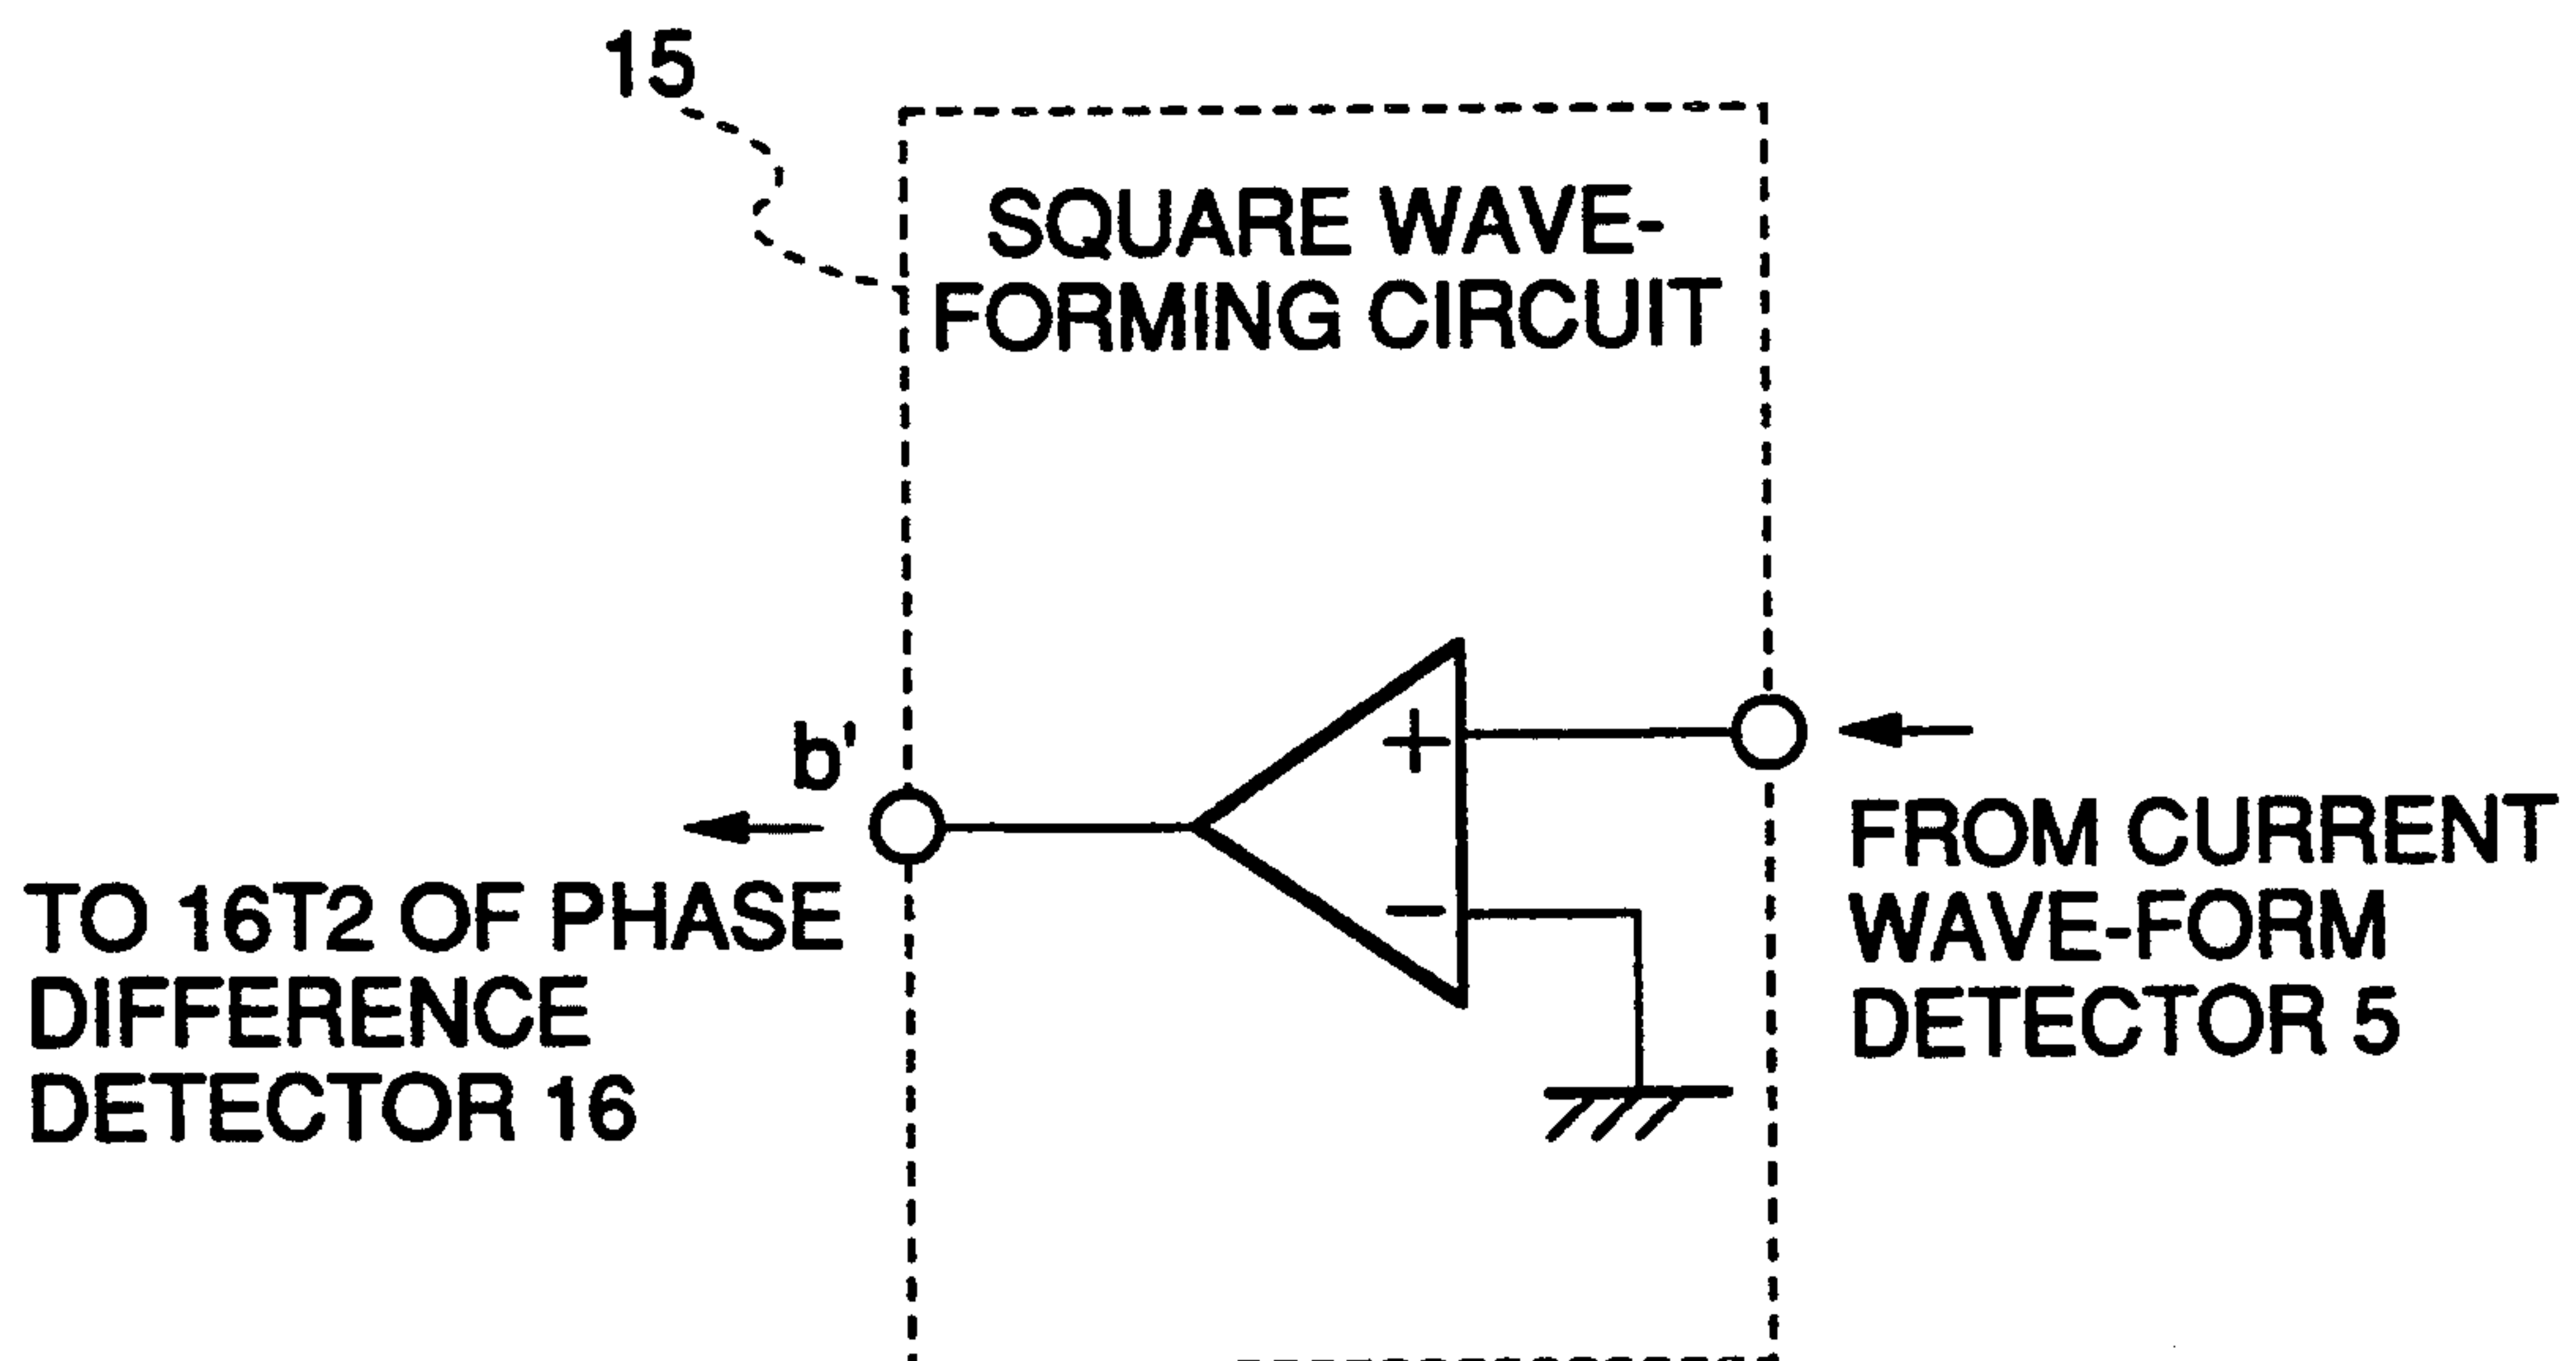 15
SQUARE WAVE-
FORMING CIRCUIT
b'
+
−
TO 16T2 OF PHASE
DIFFERENCE
DETECTOR 16
FROM CURRENT
WAVE-FORM
DETECTOR 5